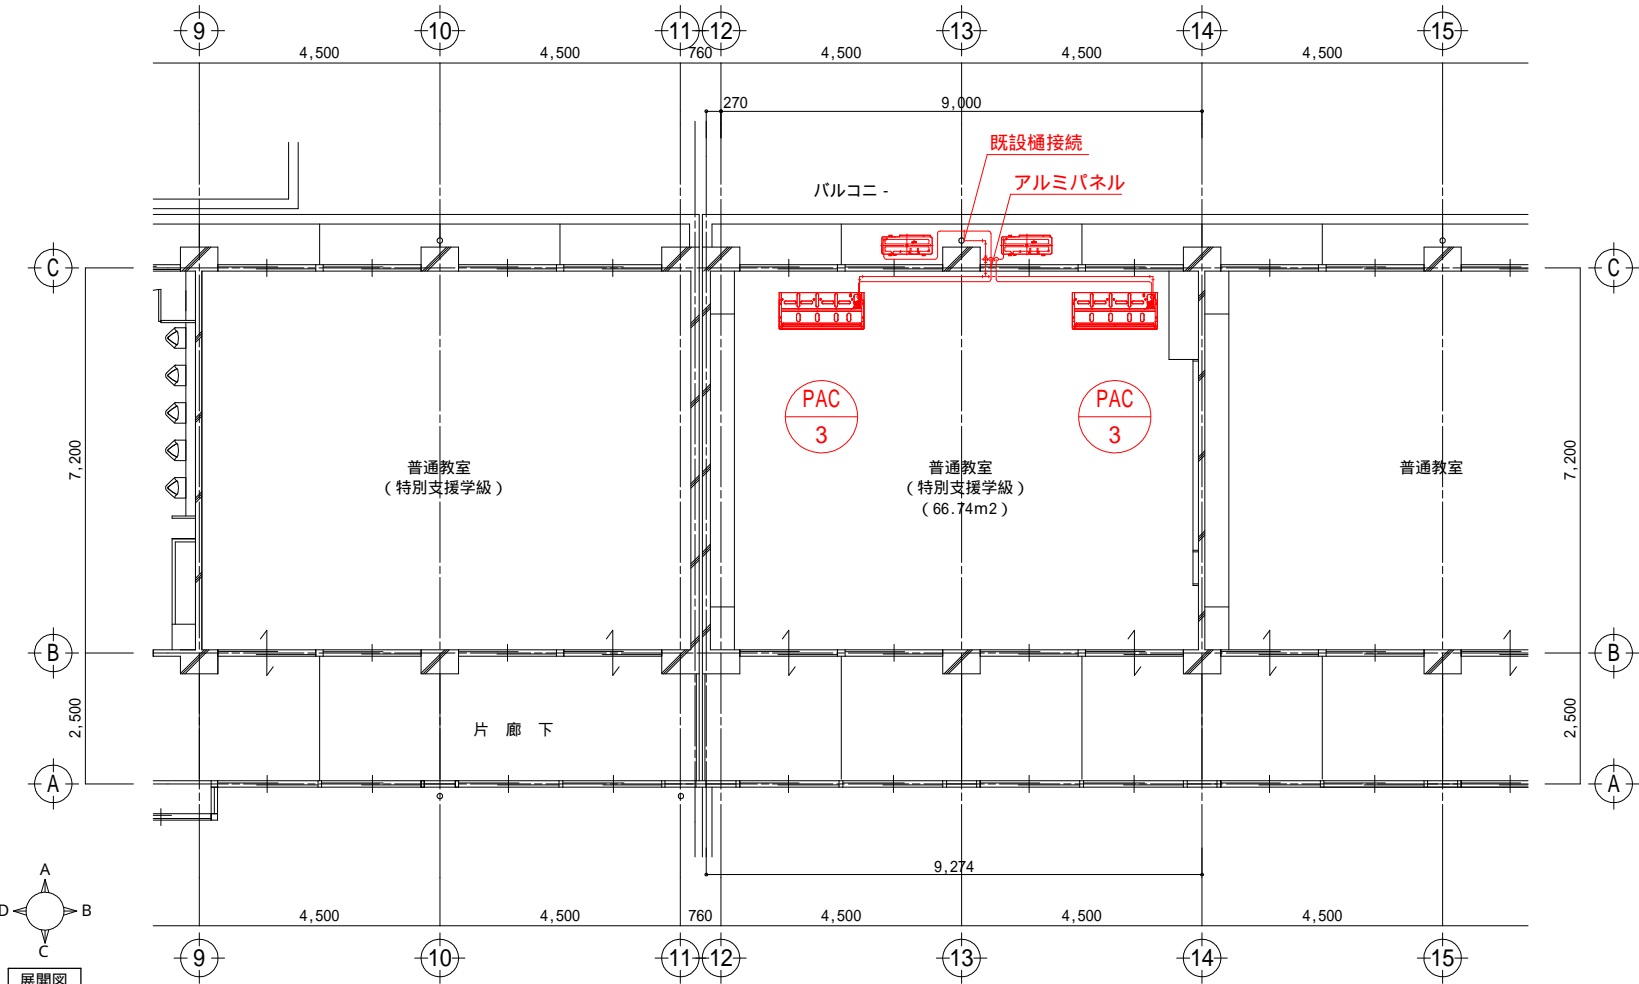 9 10 11 12 13 14 15
4,500 4,500 760 4,500 4,500 4,500
270 9,000
既設樋接続
アルミパネル
バルコニ -
C C
PAC PAC
3 3
7,200 7,200
普通教室 普通教室 普通教室
(特別支援学級) (特別支援学級)
(66.74m2)
B B
2,500 2,500
片 廊 下
A A
9,274
A
D B
C
4,500 4,500 760 4,500 4,500 4,500
9 10 11 12 13 14 15
展開図